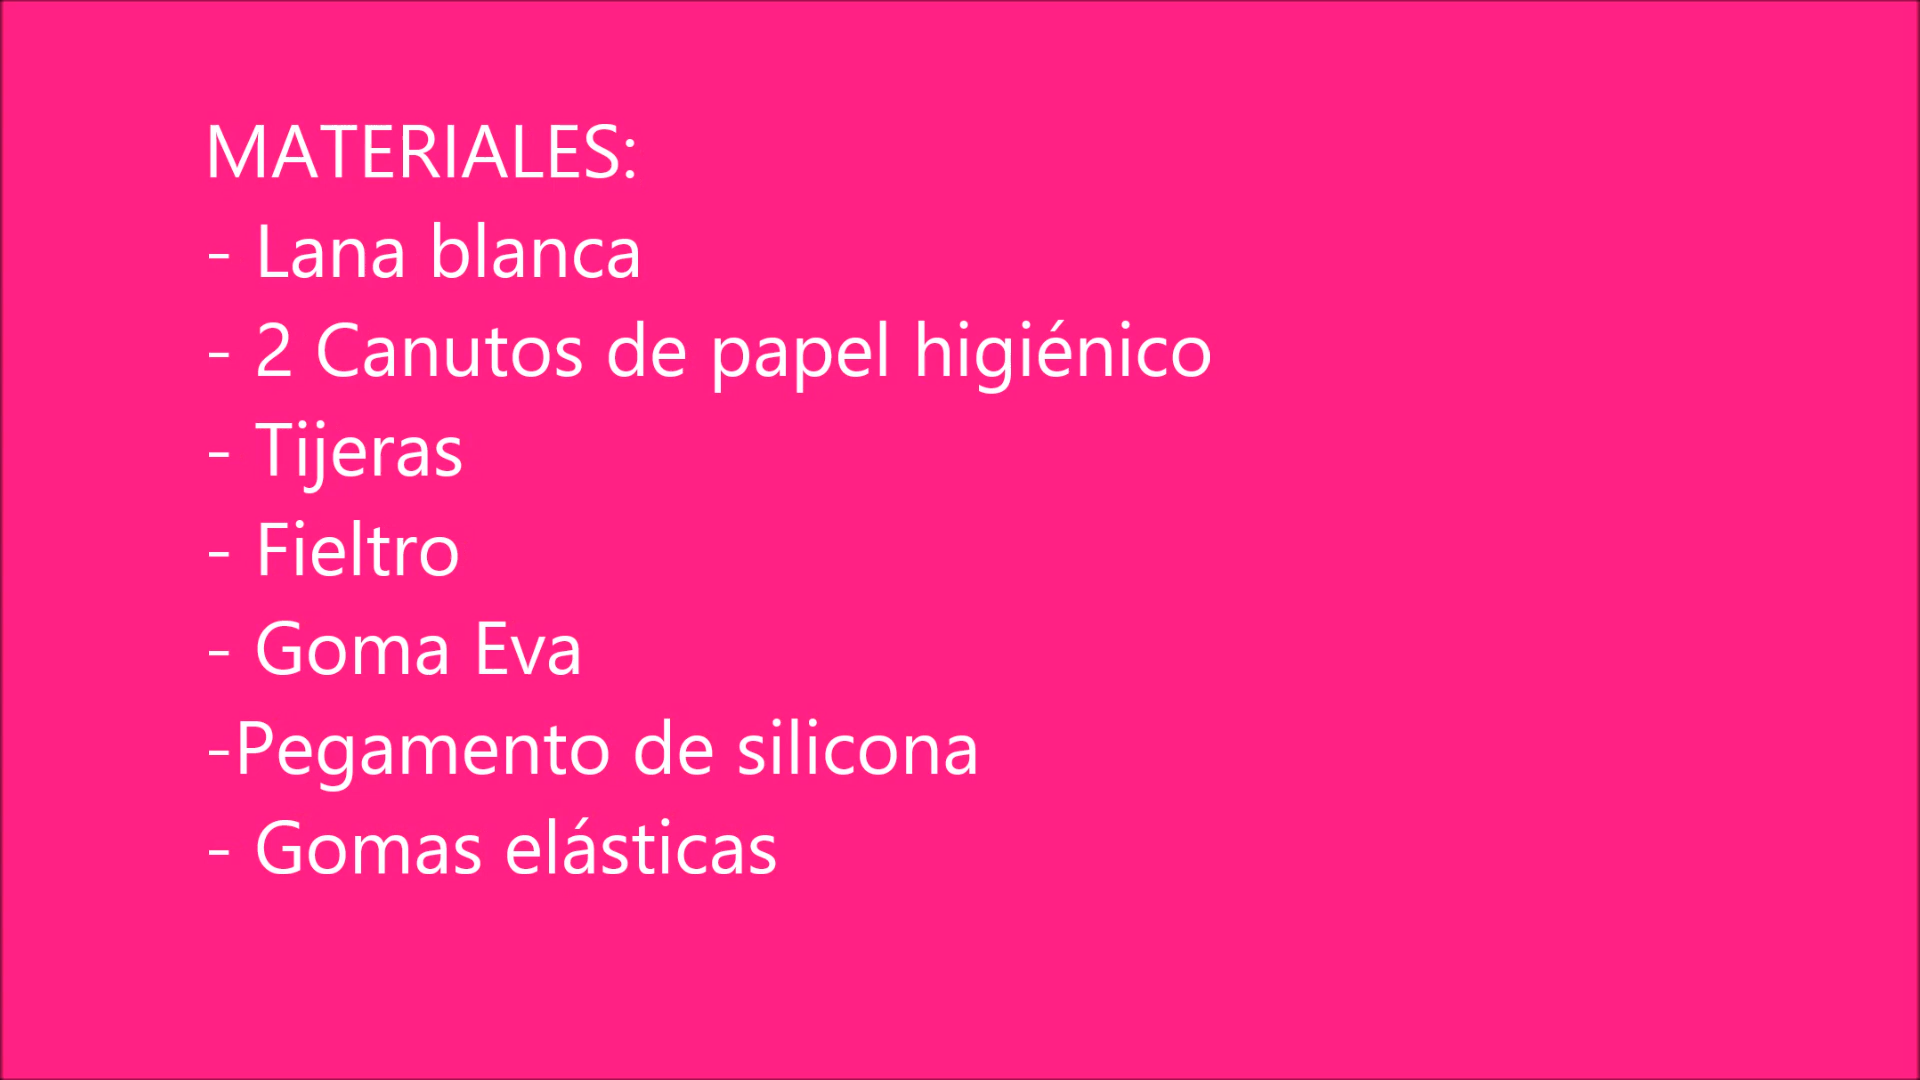 MATERIALES:
- Lana blanca
- 2 Canutos de papel higiénico
- Tijeras
- Fieltro
- Goma Eva
-Pegamento de silicona
- Gomas elásticas